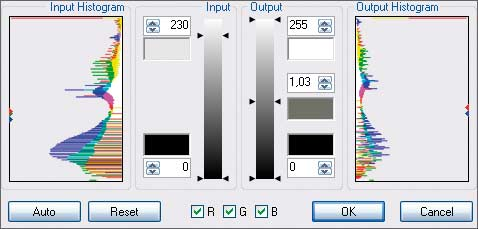 Input Histogram
Input
Output
Output Histogram
230
255
1,03
0
0
Auto
Reset
R
G
B
OK
Cancel